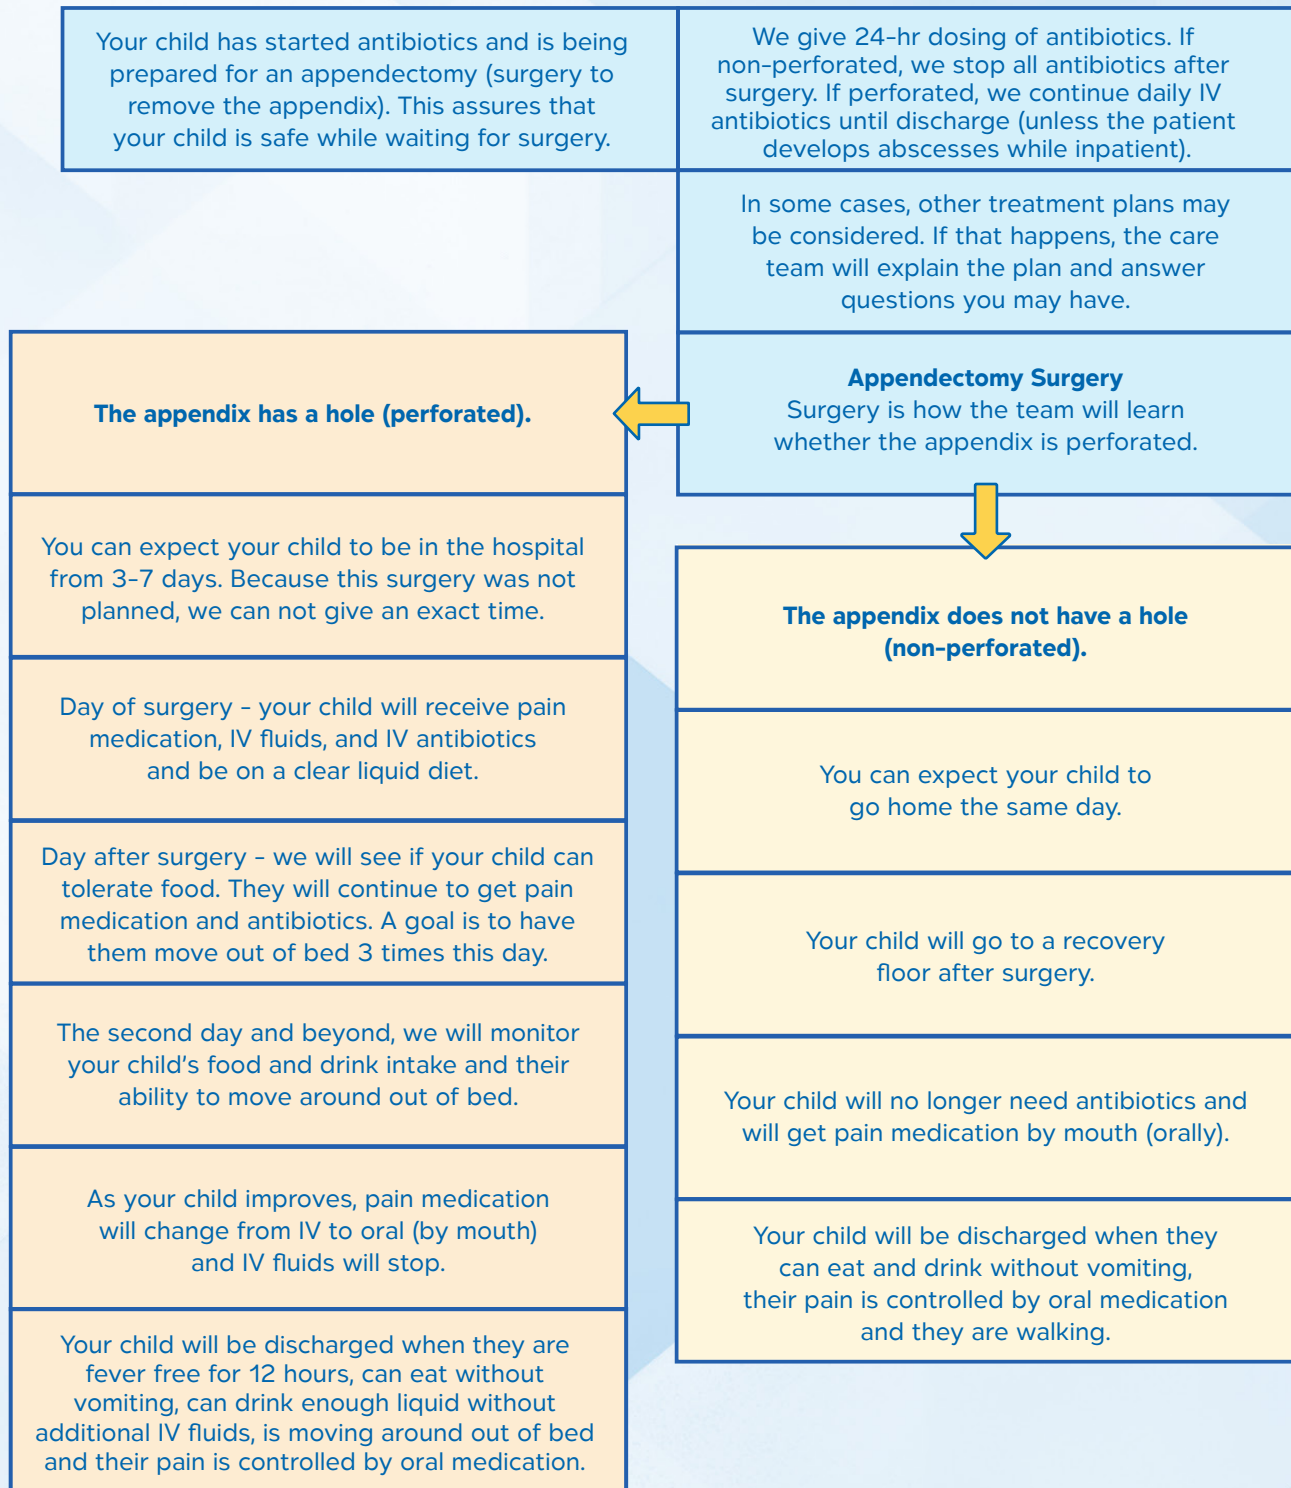 Your child has started antibiotics and is being
prepared for an appendectomy (surgery to
remove the appendix). This assures that
your child is safe while waiting for surgery.
We give 24-hr dosing of antibiotics. If
non-perforated, we stop all antibiotics after
surgery. If perforated, we continue daily IV
antibiotics until discharge (unless the patient
develops abscesses while inpatient).
In some cases, other treatment plans may
be considered. If that happens, the care
team will explain the plan and answer
questions you may have.
Appendectomy Surgery
Surgery is how the team will learn
whether the appendix is perforated.
The appendix has a hole (perforated).
You can expect your child to be in the hospital
from 3-7 days. Because this surgery was not
planned, we can not give an exact time.
Day of surgery - your child will receive pain
medication, IV fluids, and IV antibiotics
and be on a clear liquid diet.
Day after surgery - we will see if your child can
tolerate food. They will continue to get pain
medication and antibiotics. A goal is to have
them move out of bed 3 times this day.
The second day and beyond, we will monitor
your child's food and drink intake and their
ability to move around out of bed.
As your child improves, pain medication
will change from IV to oral (by mouth)
and IV fluids will stop.
Your child will be discharged when they are
fever free for 12 hours, can eat without
vomiting, can drink enough liquid without
additional IV fluids, is moving around out of bed
and their pain is controlled by oral medication.
The appendix does not have a hole
(non-perforated).
You can expect your child to
go home the same day.
Your child will go to a recovery
floor after surgery.
Your child will no longer need antibiotics and
will get pain medication by mouth (orally).
Your child will be discharged when they
can eat and drink without vomiting,
their pain is controlled by oral medication
and they are walking.